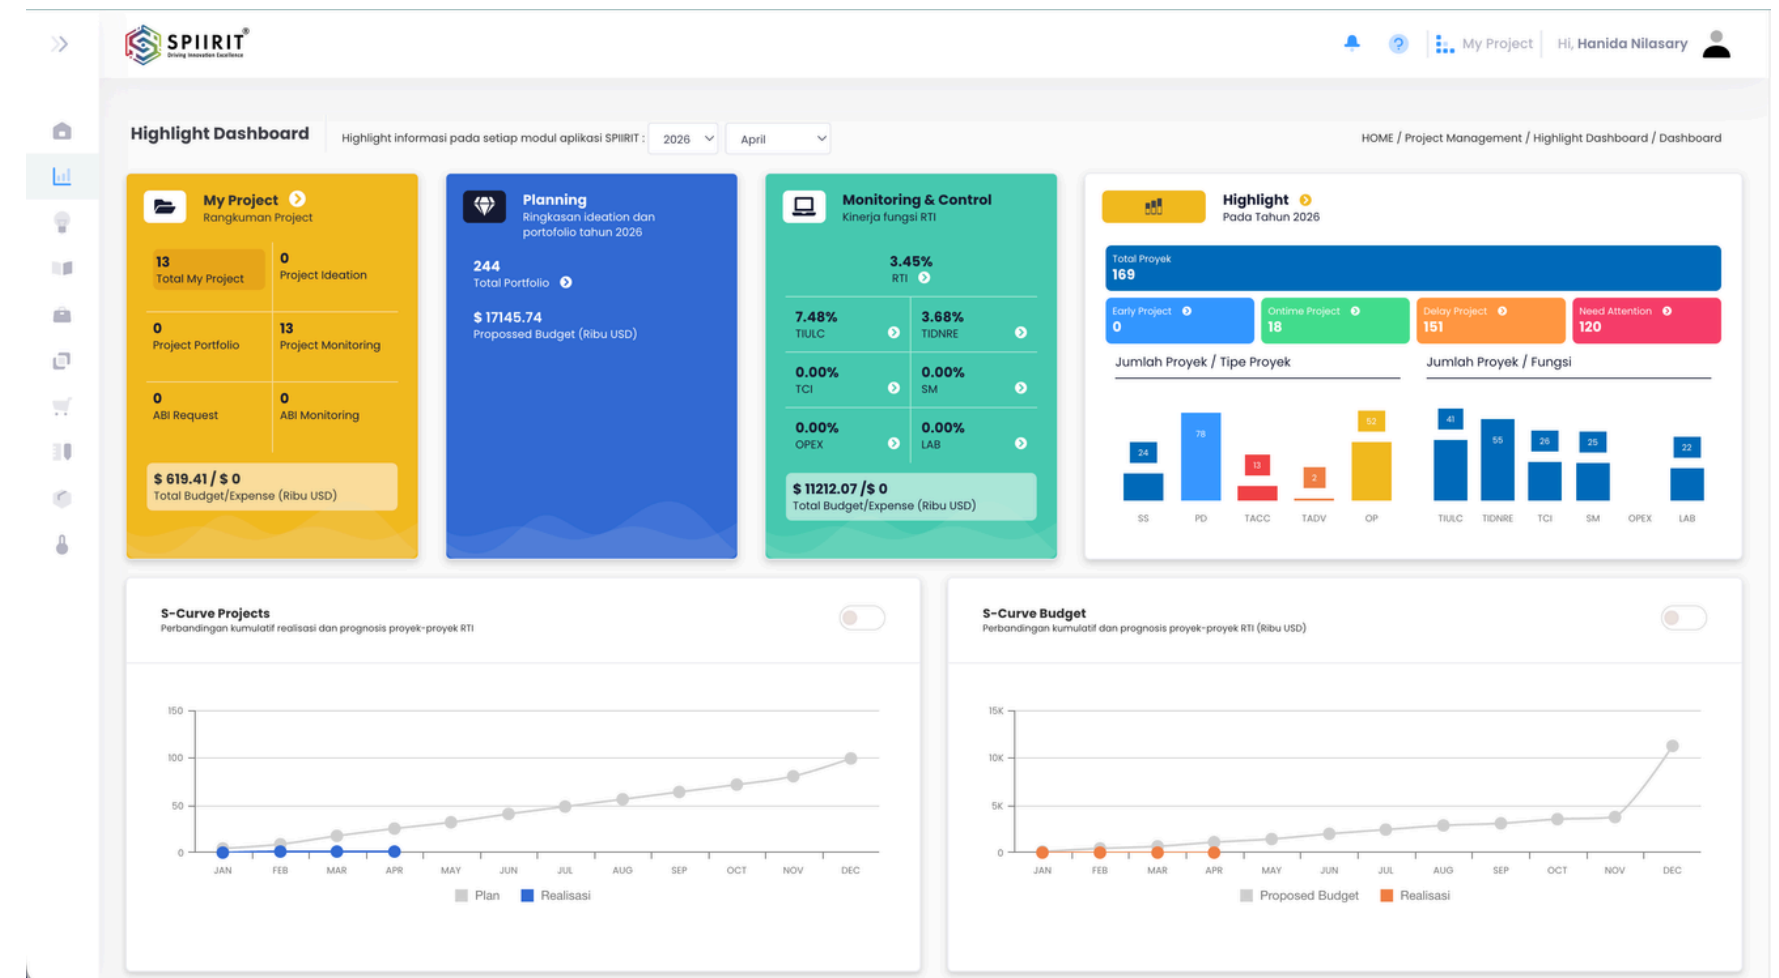 SPIIRIT®
Driving Innovation Excellence
My Project
Hi, Hanida Nilasary
Highlight Dashboard
Highlight informasi pada setiap modul aplikasi SPIIRIT :
2026
April
HOME / Project Management / Highlight Dashboard / Dashboard
My Project
Rangkuman Project
13
Total My Project
0
Project Ideation
0
Project Portfolio
13
Project Monitoring
0
ABI Request
0
ABI Monitoring
$ 619.41 / $ 0
Total Budget/Expense (Ribu USD)
Planning
Ringkasan ideation dan
portofolio tahun 2026
244
Total Portfolio
$ 17145.74
Propossed Budget (Ribu USD)
Monitoring & Control
Kinerja fungsi RTI
3.45%
RTI
7.48%
TIULC
3.68%
TIDNRE
0.00%
TCI
0.00%
SM
0.00%
OPEX
0.00%
LAB
$ 11212.07 /$ 0
Total Budget/Expense (Ribu USD)
Highlight
Pada Tahun 2026
Total Proyek
169
Early Project
0
Ontime Project
18
Delay Project
151
Need Attention
120
Jumlah Proyek / Tipe Proyek
24
78
13
2
52
SS
PD
TACC
TADV
OP
Jumlah Proyek / Fungsi
41
55
26
25
22
TIULC
TIDNRE
TCI
SM
OPEX
LAB
S-Curve Projects
Perbandingan kumulatif realisasi dan prognosis proyek-proyek RTI
150
100
50
0
JAN
FEB
MAR
APR
MAY
JUN
JUL
AUG
SEP
OCT
NOV
DEC
Plan
Realisasi
S-Curve Budget
Perbandingan kumulatif dan prognosis proyek-proyek RTI (Ribu USD)
15K
10K
5K
0
JAN
FEB
MAR
APR
MAY
JUN
JUL
AUG
SEP
OCT
NOV
DEC
Proposed Budget
Realisasi